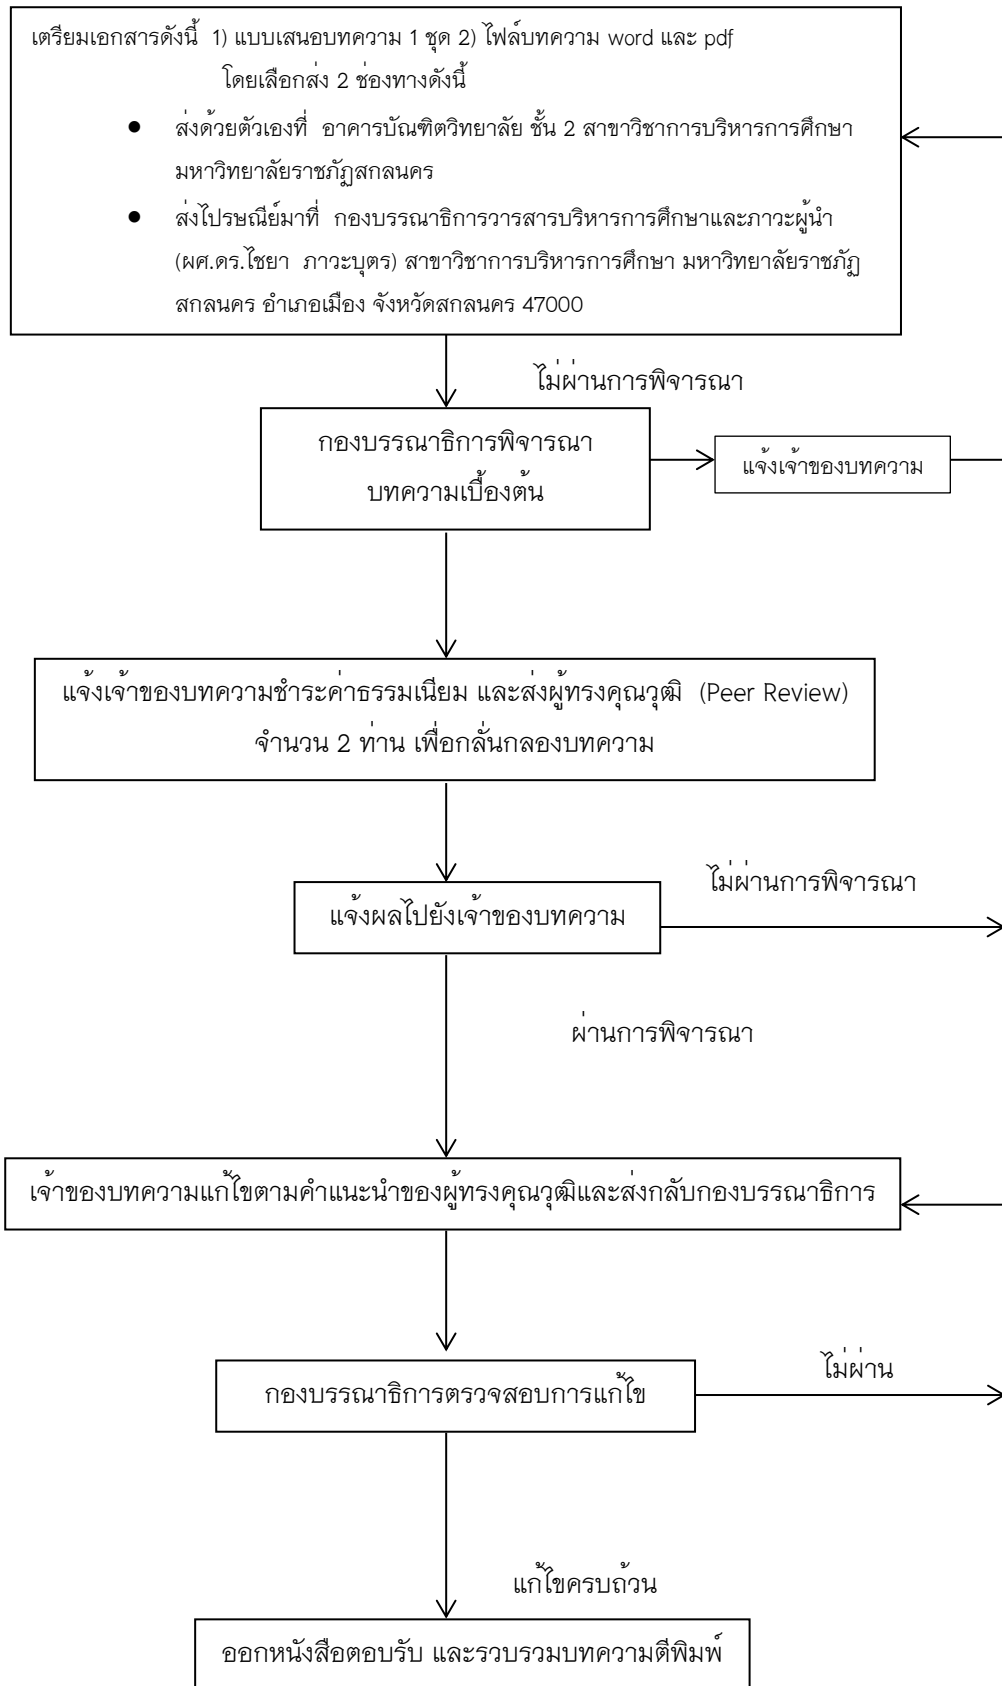 เตรียมเอกสารดังนี้ 1) แบบเสนอบทความ 1 ชุด 2) ไฟล์บทความ word และ pdf
โดยเลือกส่ง 2 ช่องทางดังนี้
● ส่งด้วยตัวเองที่ อาคารบัณฑิตวิทยาลัย ชั้น 2 สาขาวิชาการบริหารการศึกษา
มหาวิทยาลัยราชภัฏสกลนคร
● ส่งไปรษณีย์มาที่ กองบรรณาธิการวารสารบริหารการศึกษาและภาวะผู้นำ
(ผศ.ดร.ไชยา ภาวะบุตร) สาขาวิชาการบริหารการศึกษา มหาวิทยาลัยราชภัฏ
สกลนคร อำเภอเมือง จังหวัดสกลนคร 47000
ไม่ผ่านการพิจารณา
กองบรรณาธิการพิจารณา
บทความเบื้องต้น
แจ้งเจ้าของบทความ
แจ้งเจ้าของบทความชำระค่าธรรมเนียม และส่งผู้ทรงคุณวุฒิ (Peer Review)
จำนวน 2 ท่าน เพื่อกลั่นกลองบทความ
ไม่ผ่านการพิจารณา
แจ้งผลไปยังเจ้าของบทความ
ผ่านการพิจารณา
เจ้าของบทความแก้ไขตามคำแนะนำของผู้ทรงคุณวุฒิและส่งกลับกองบรรณาธิการ
ไม่ผ่าน
กองบรรณาธิการตรวจสอบการแก้ไข
แก้ไขครบถ้วน
ออกหนังสือตอบรับ และรวบรวมบทความตีพิมพ์